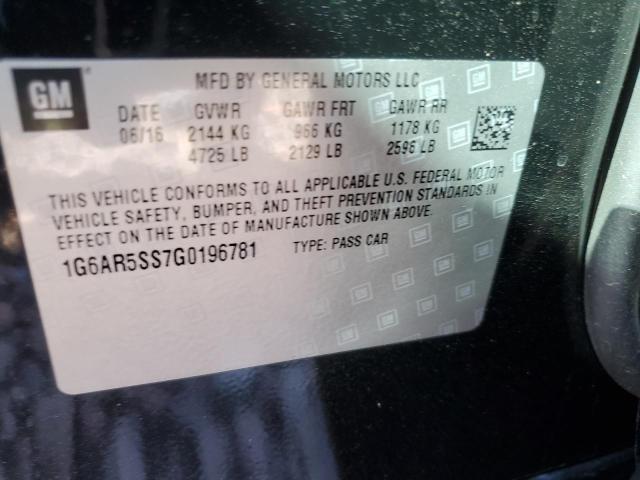 GM
MFD BY GENERAL MOTORS LLC
DATE GVWR GAWR FRT GAWR RR
06/16 2144 KG 966 KG 1178 KG
4725 LB 2129 LB 2596 LB
THIS VEHICLE CONFORMS TO ALL APPLICABLE U.S. FEDERAL MOTOR
VEHICLE SAFETY, BUMPER, AND THEFT PREVENTION STANDARDS IN
EFFECT ON THE DATE OF MANUFACTURE SHOWN ABOVE.
1G6AR5SS7G0196781 TYPE: PASS CAR